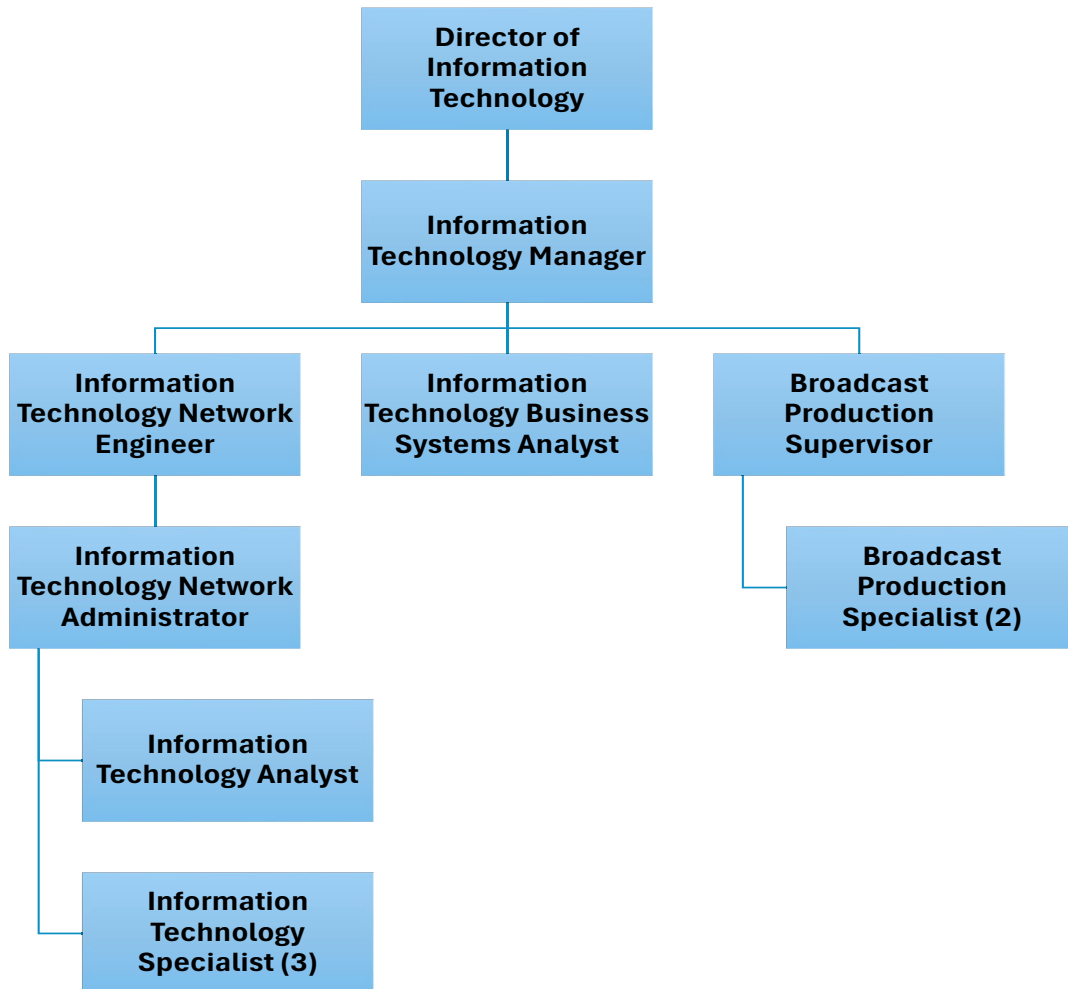 Director of
Information
Technology
Information
Technology Manager
Information
Technology Network
Engineer
Information
Technology Business
Systems Analyst
Broadcast
Production
Supervisor
Information
Technology Network
Administrator
Broadcast
Production
Specialist (2)
Information
Technology Analyst
Information
Technology
Specialist (3)